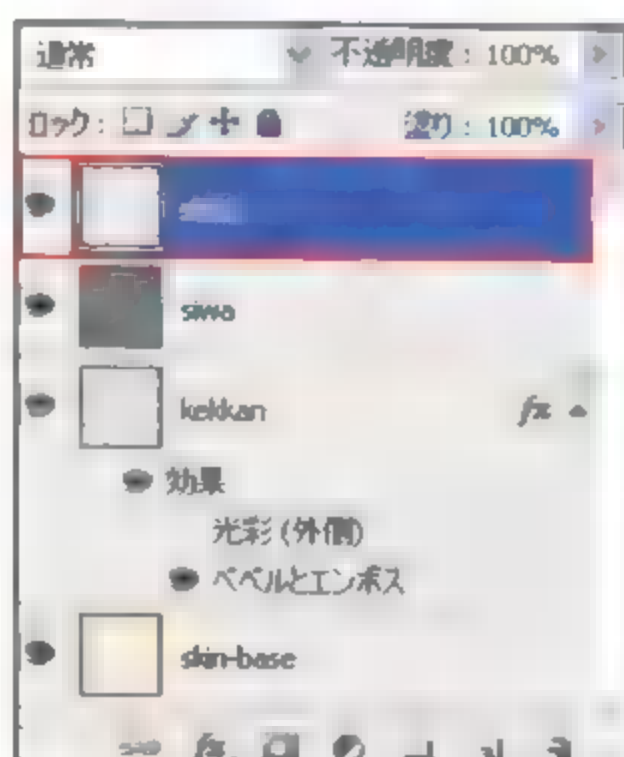 通常 不透明度 : 100%
ロック : 塗り : 100%
siwa
kekkan fx
効果
光彩 (外側)
ベベルとエンボス
skin-base
fx.